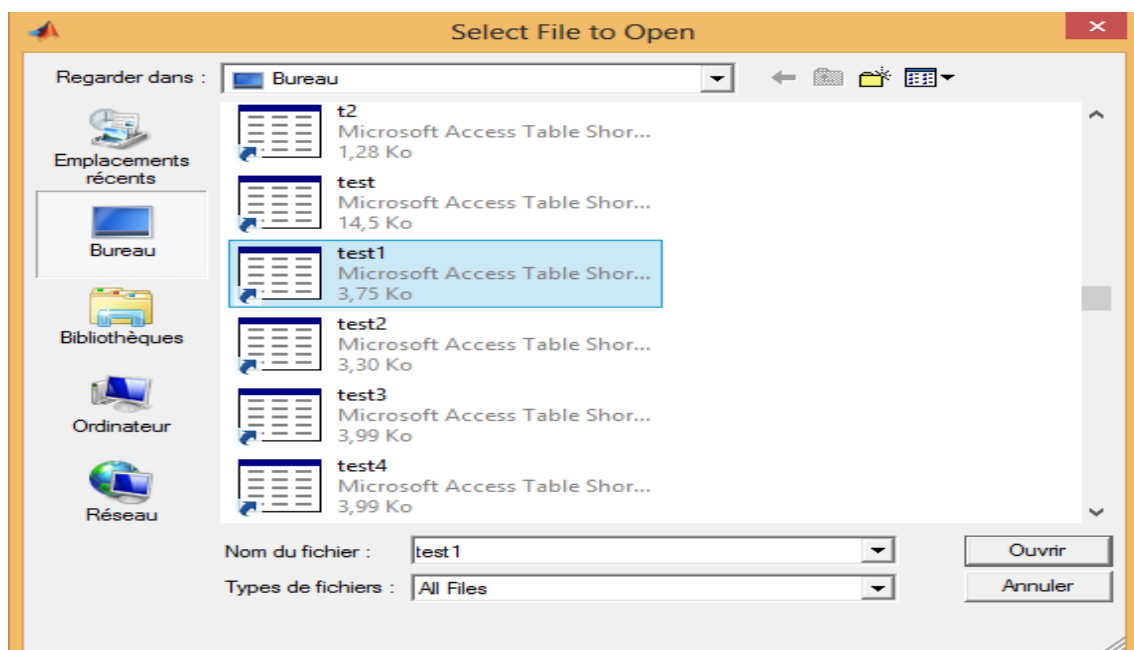 Select File to Open
Regarder dans :
Bureau
Emplacements
récents
Bureau
Bibliothèques
Ordinateur
Réseau
t2
Microsoft Access Table Shor...
1,28 Ko
test
Microsoft Access Table Shor...
14,5 Ko
test1
Microsoft Access Table Shor...
3,75 Ko
test2
Microsoft Access Table Shor...
3,30 Ko
test3
Microsoft Access Table Shor...
3,99 Ko
test4
Microsoft Access Table Shor...
3,99 Ko
Nom du fichier :
test1
Ouvrir
Types de fichiers :
All Files
Annuler